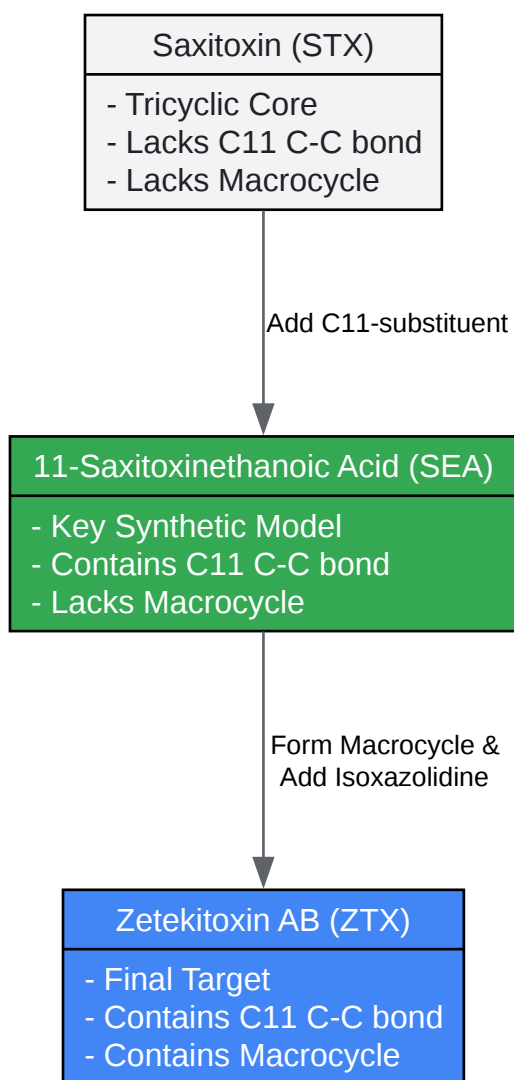 Saxitoxin (STX)
- Tricyclic Core
- Lacks C11 C-C bond
- Lacks Macrocycle
Add C11-substituent
11-Saxitoxinethanoic Acid (SEA)
- Key Synthetic Model
- Contains C11 C-C bond
- Lacks Macrocycle
Form Macrocycle &
Add Isoxazolidine
Zetekitoxin AB (ZTX)
- Final Target
- Contains C11 C-C bond
- Contains Macrocycle